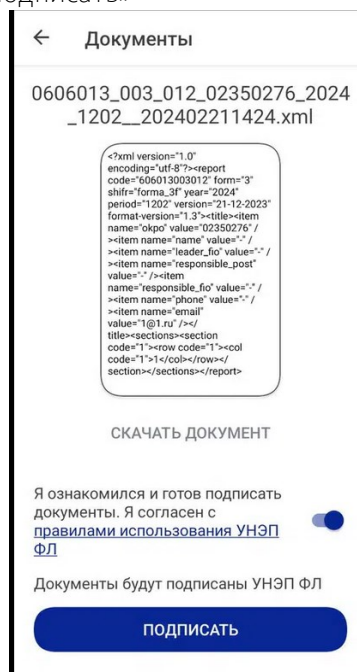 подписать»
← Документы
0606013_003_012_02350276_2024
_1202__202402211424.xml
<?xml version="1.0"
encoding="utf-8"?><report
code="606013003012" form="3"
shifr="forma_3f" year="2024"
period="1202" version="21-12-2023"
format-version="1.3"><title><item
name="okpo" value="02350276" /
><item name="name" value="-" /
><item name="leader_fio" value="-" /
><item name="responsible_post"
value="-" /><item
name="responsible_fio" value="-" /
><item name="phone" value="-" /
><item name="email"
value="1@1.ru" /></
title><sections><section
code="1"><row code="1"><col
code="1">1</col></row></
section></sections></report>
СКАЧАТЬ ДОКУМЕНТ
Я ознакомился и готов подписать
документы. Я согласен с
правилами использования УНЭП
ФЛ
Документы будут подписаны УНЭП ФЛ
ПОДПИСАТЬ